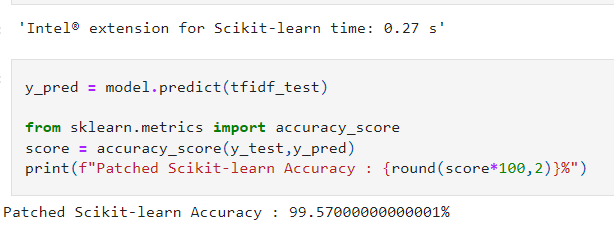 'Intel® extension for Scikit-learn time: 0.27 s'
y_pred = model.predict(tfidf_test)
from sklearn.metrics import accuracy_score
score = accuracy_score(y_test,y_pred)
print(f"Patched Scikit-learn Accuracy : {round(score*100,2)}%")
Patched Scikit-learn Accuracy : 99.57000000000001%